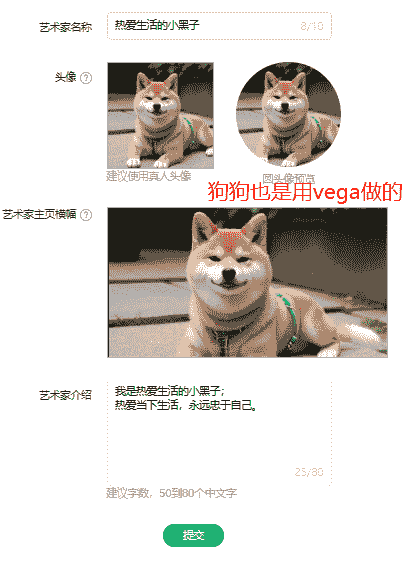 艺术家名称
热爱生活的小黑子
8/10
头像 ?
建议使用真人头像
圆头像预览
狗狗也是用vega做的
艺术家主页横幅 ?
艺术家介绍
我是热爱生活的小黑子；
热爱当下生活，永远忠于自己。
25/80
建议字数，50到80个中文字
提交